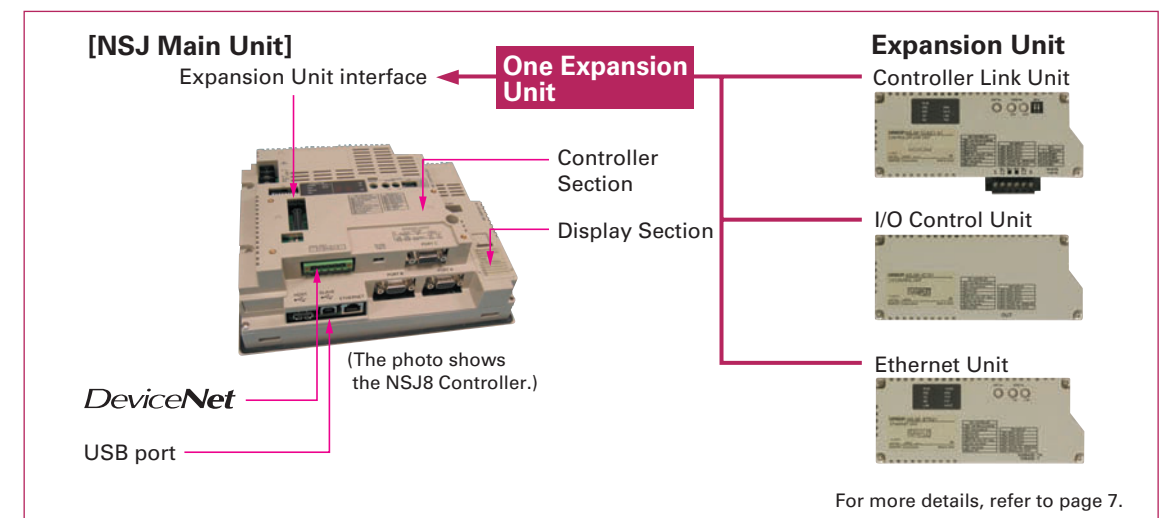 [NSJ Main Unit]
Expansion Unit interface
One Expansion
Unit
Expansion Unit
Controller Link Unit
Controller
Section
Display Section
I/O Control Unit
(The photo shows
the NSJ8 Controller.)
Ethernet Unit
DeviceNet
USB port
For more details, refer to page 7.